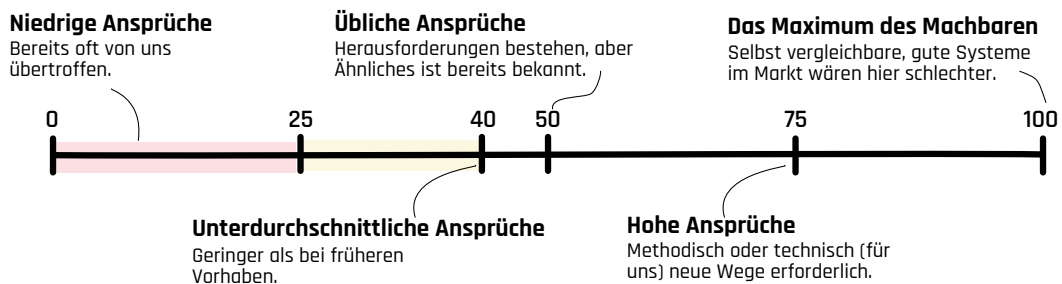 Niedrige Ansprüche
Bereits oft von uns
übertroffen.
Übliche Ansprüche
Herausforderungen bestehen, aber
Ähnliches ist bereits bekannt.
Das Maximum des Machbaren
Selbst vergleichbare, gute Systeme
im Markt wären hier schlechter.
0 25 40 50 75 100
Unterdurchschnittliche Ansprüche
Geringer als bei früheren
Vorhaben.
Hohe Ansprüche
Methodisch oder technisch (für
uns) neue Wege erforderlich.